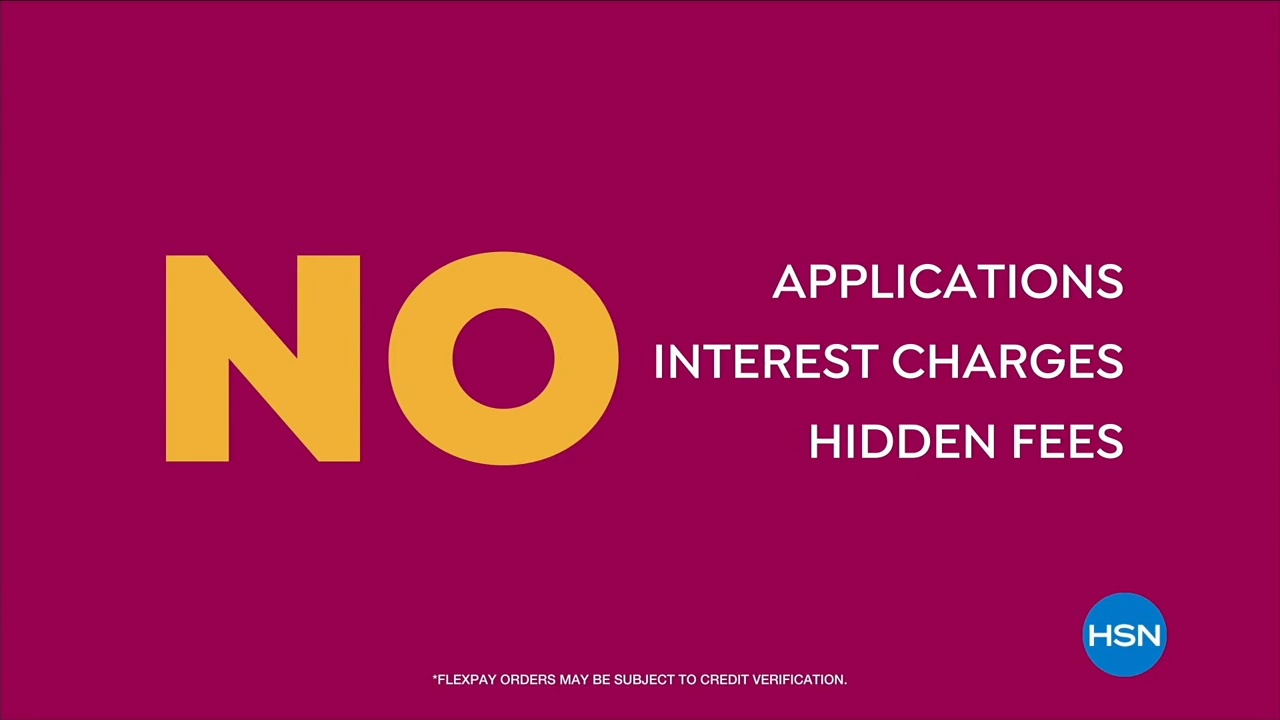 NO
APPLICATIONS
INTEREST CHARGES
HIDDEN FEES
HSN
*FLEXPAY ORDERS MAY BE SUBJECT TO CREDIT VERIFICATION.